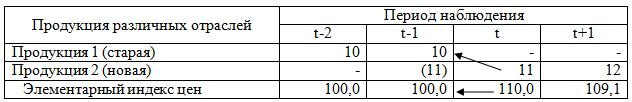 Продукция различных отраслей
Период наблюдения
t-2 t-1 t t+1
Продукция 1 (старая) 10 10 - -
Продукция 2 (новая) - (11) 11 12
Элементарный индекс цен 100,0 100,0 110,0 109,1